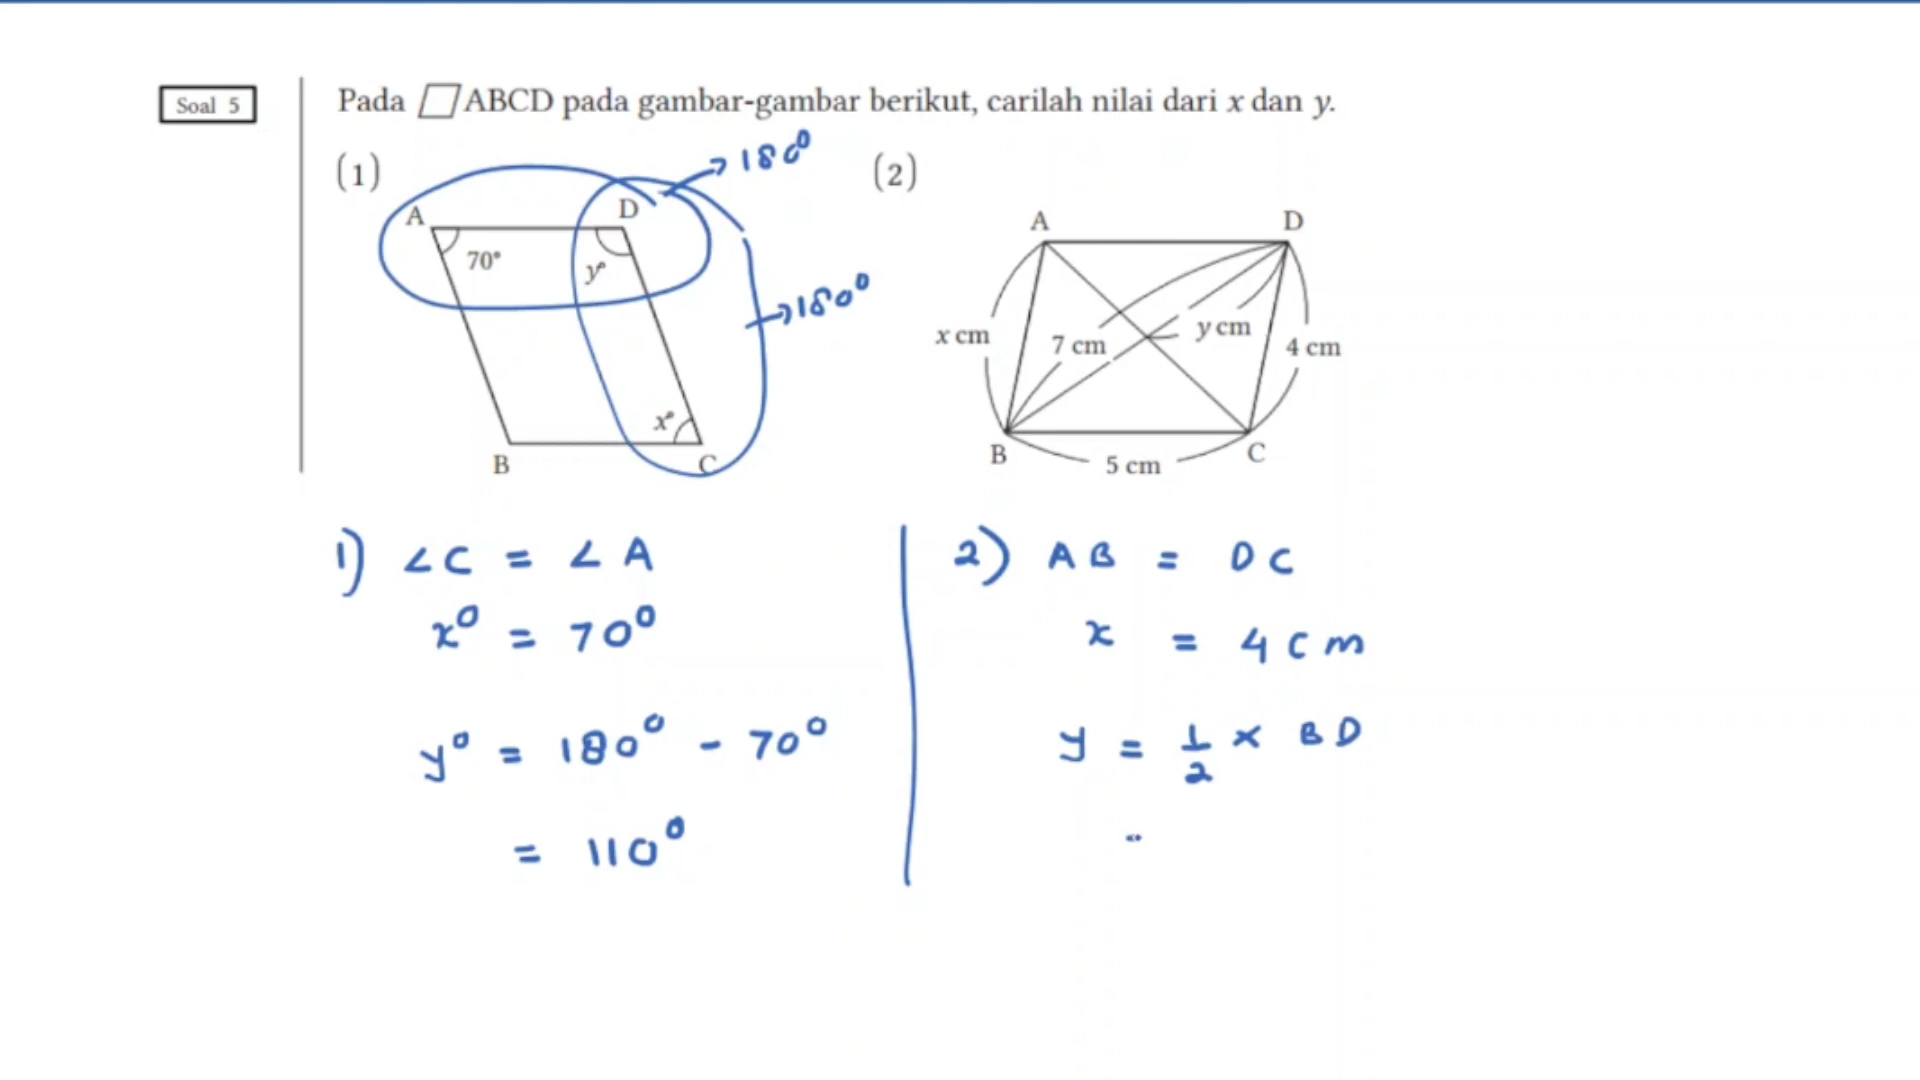 Soal 5
Pada ▱ABCD pada gambar-gambar berikut, carilah nilai dari x dan y.
(1)
180°
A
D
70°
y°
180°
x°
B
C
(2)
A
D
x cm
7 cm
y cm
4 cm
B
C
5 cm
1) ∠C = ∠A
x° = 70°
y° = 180° - 70°
= 110°
2) AB = DC
x = 4 cm
y = 1/2 × BD